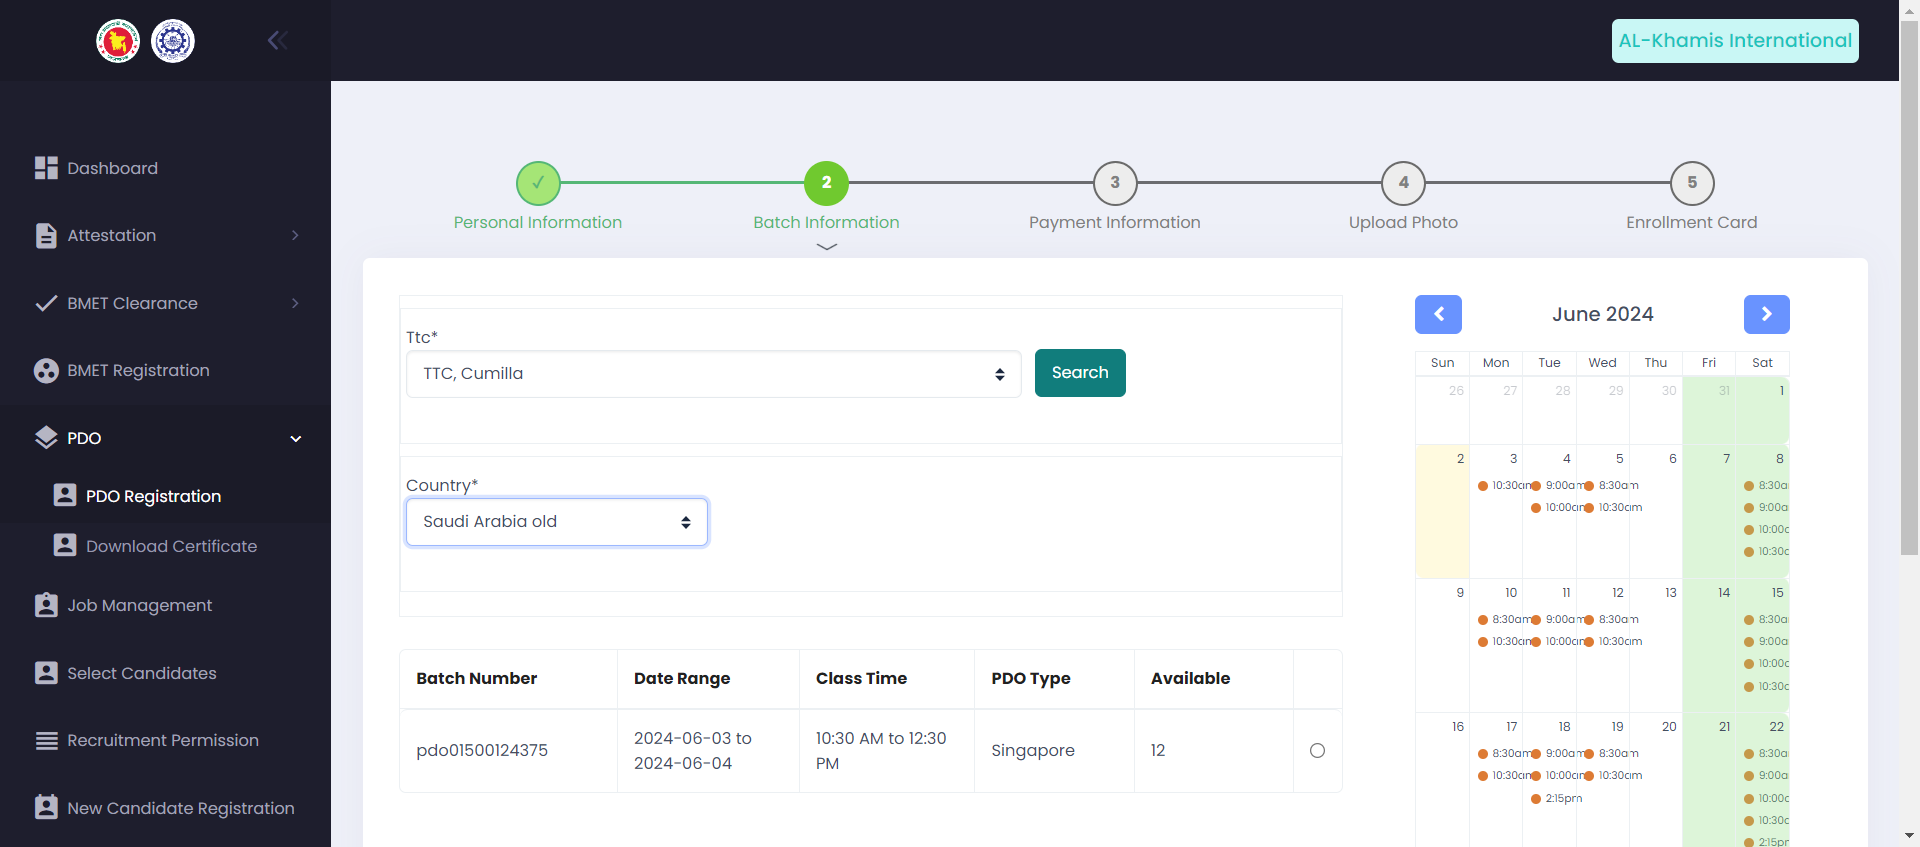 AL-Khamis International
Dashboard
Attestation
BMET Clearance
BMET Registration
PDO
PDO Registration
Download Certificate
Job Management
Select Candidates
Recruitment Permission
New Candidate Registration
✓ 2 3 4 5
Personal Information Batch Information Payment Information Upload Photo Enrollment Card
Ttc*
TTC, Cumilla
Search
Country*
Saudi Arabia old
Batch Number Date Range Class Time PDO Type Available
pdo01500124375 2024-06-03 to 2024-06-04 10:30 AM to 12:30 PM Singapore 12
June 2024
Sun Mon Tue Wed Thu Fri Sat
26 27 28 29 30 31 1
2 3 4 5 6 7 8
10:30am 9:00am 8:30am 8:30a
10:00am 10:30am 9:00a
10:00a
10:30a
9 10 11 12 13 14 15
8:30am 9:00am 8:30am 8:30a
10:30am 10:00am 10:30am 9:00a
10:00a
10:30a
16 17 18 19 20 21 22
8:30am 9:00am 8:30am 8:30a
10:30am 10:00am 10:30am 9:00a
2:15pm 10:00a
10:30a
2:15pm